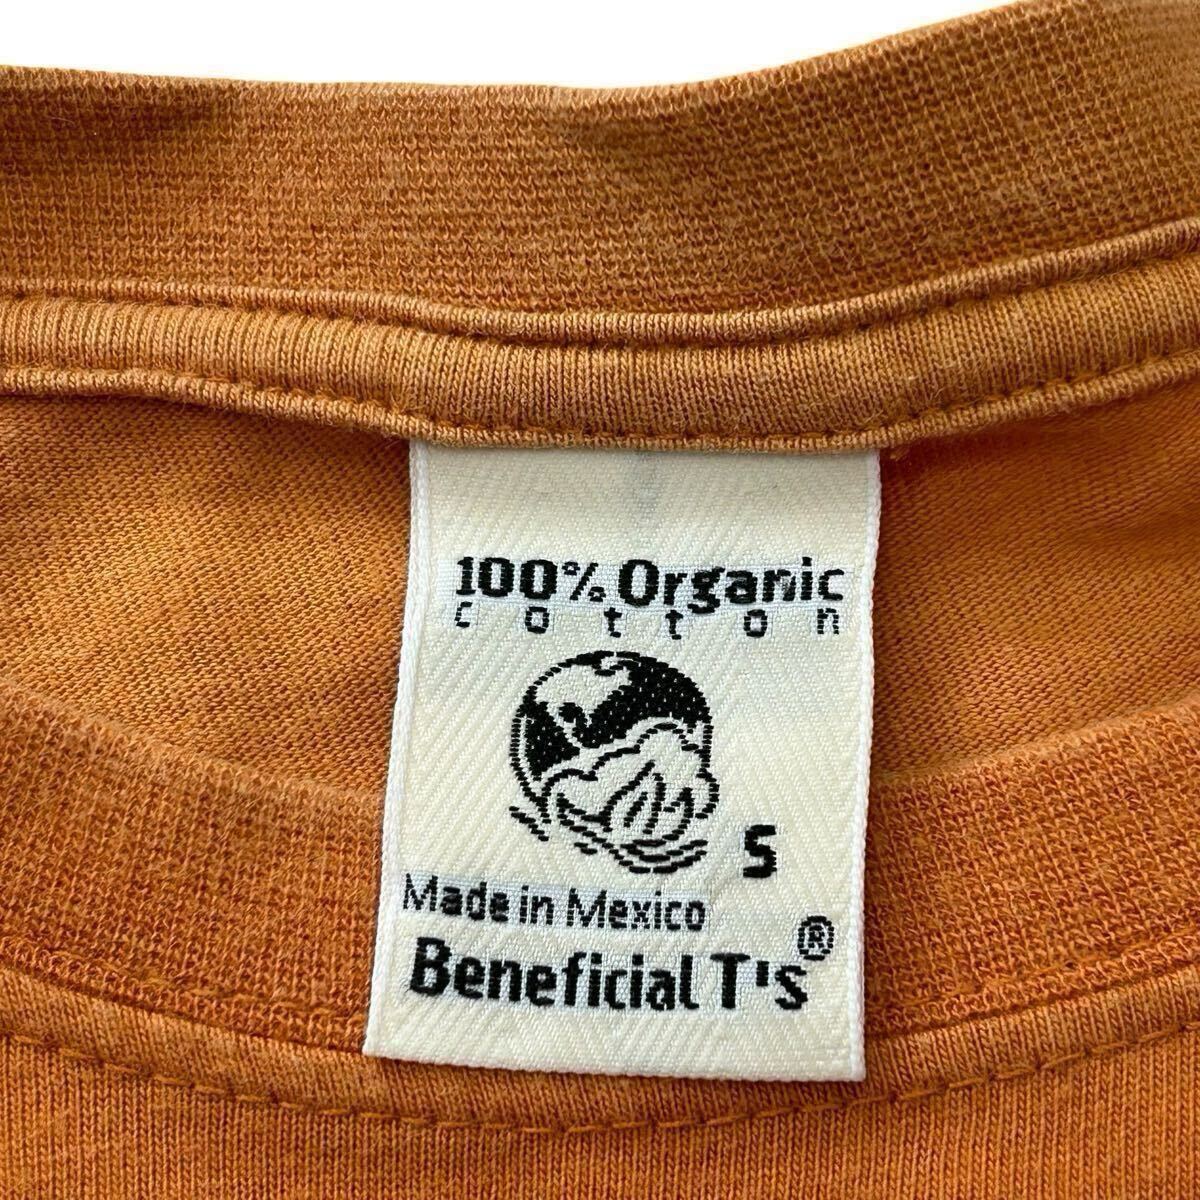 100% Organic
cotton
S
Made in Mexico
Beneficial T's®